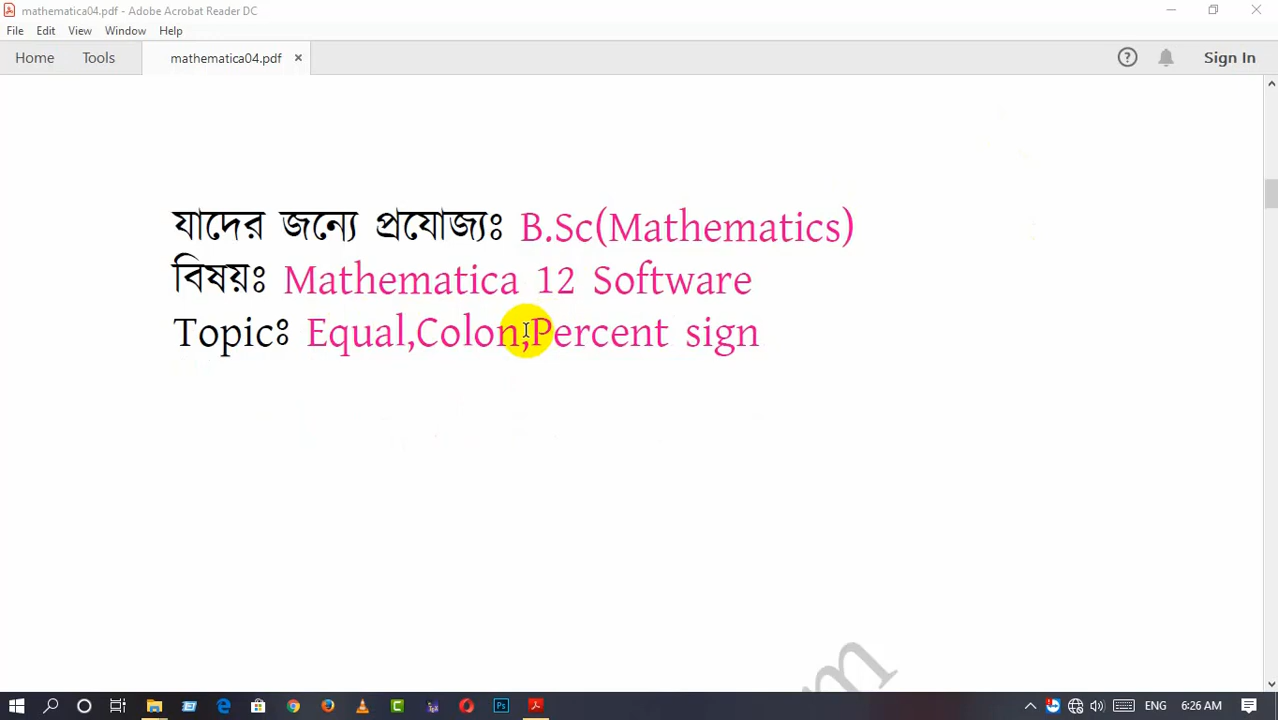 mathematica04.pdf - Adobe Acrobat Reader DC
File Edit View Window Help
Home Tools mathematica04.pdf × Sign In
যাদের জন্যে প্রযোজ্যঃ B.Sc(Mathematics)
বিষয়ঃ Mathematica 12 Software
Topicঃ Equal,Colon,Percent sign
m
ENG 6:26 AM